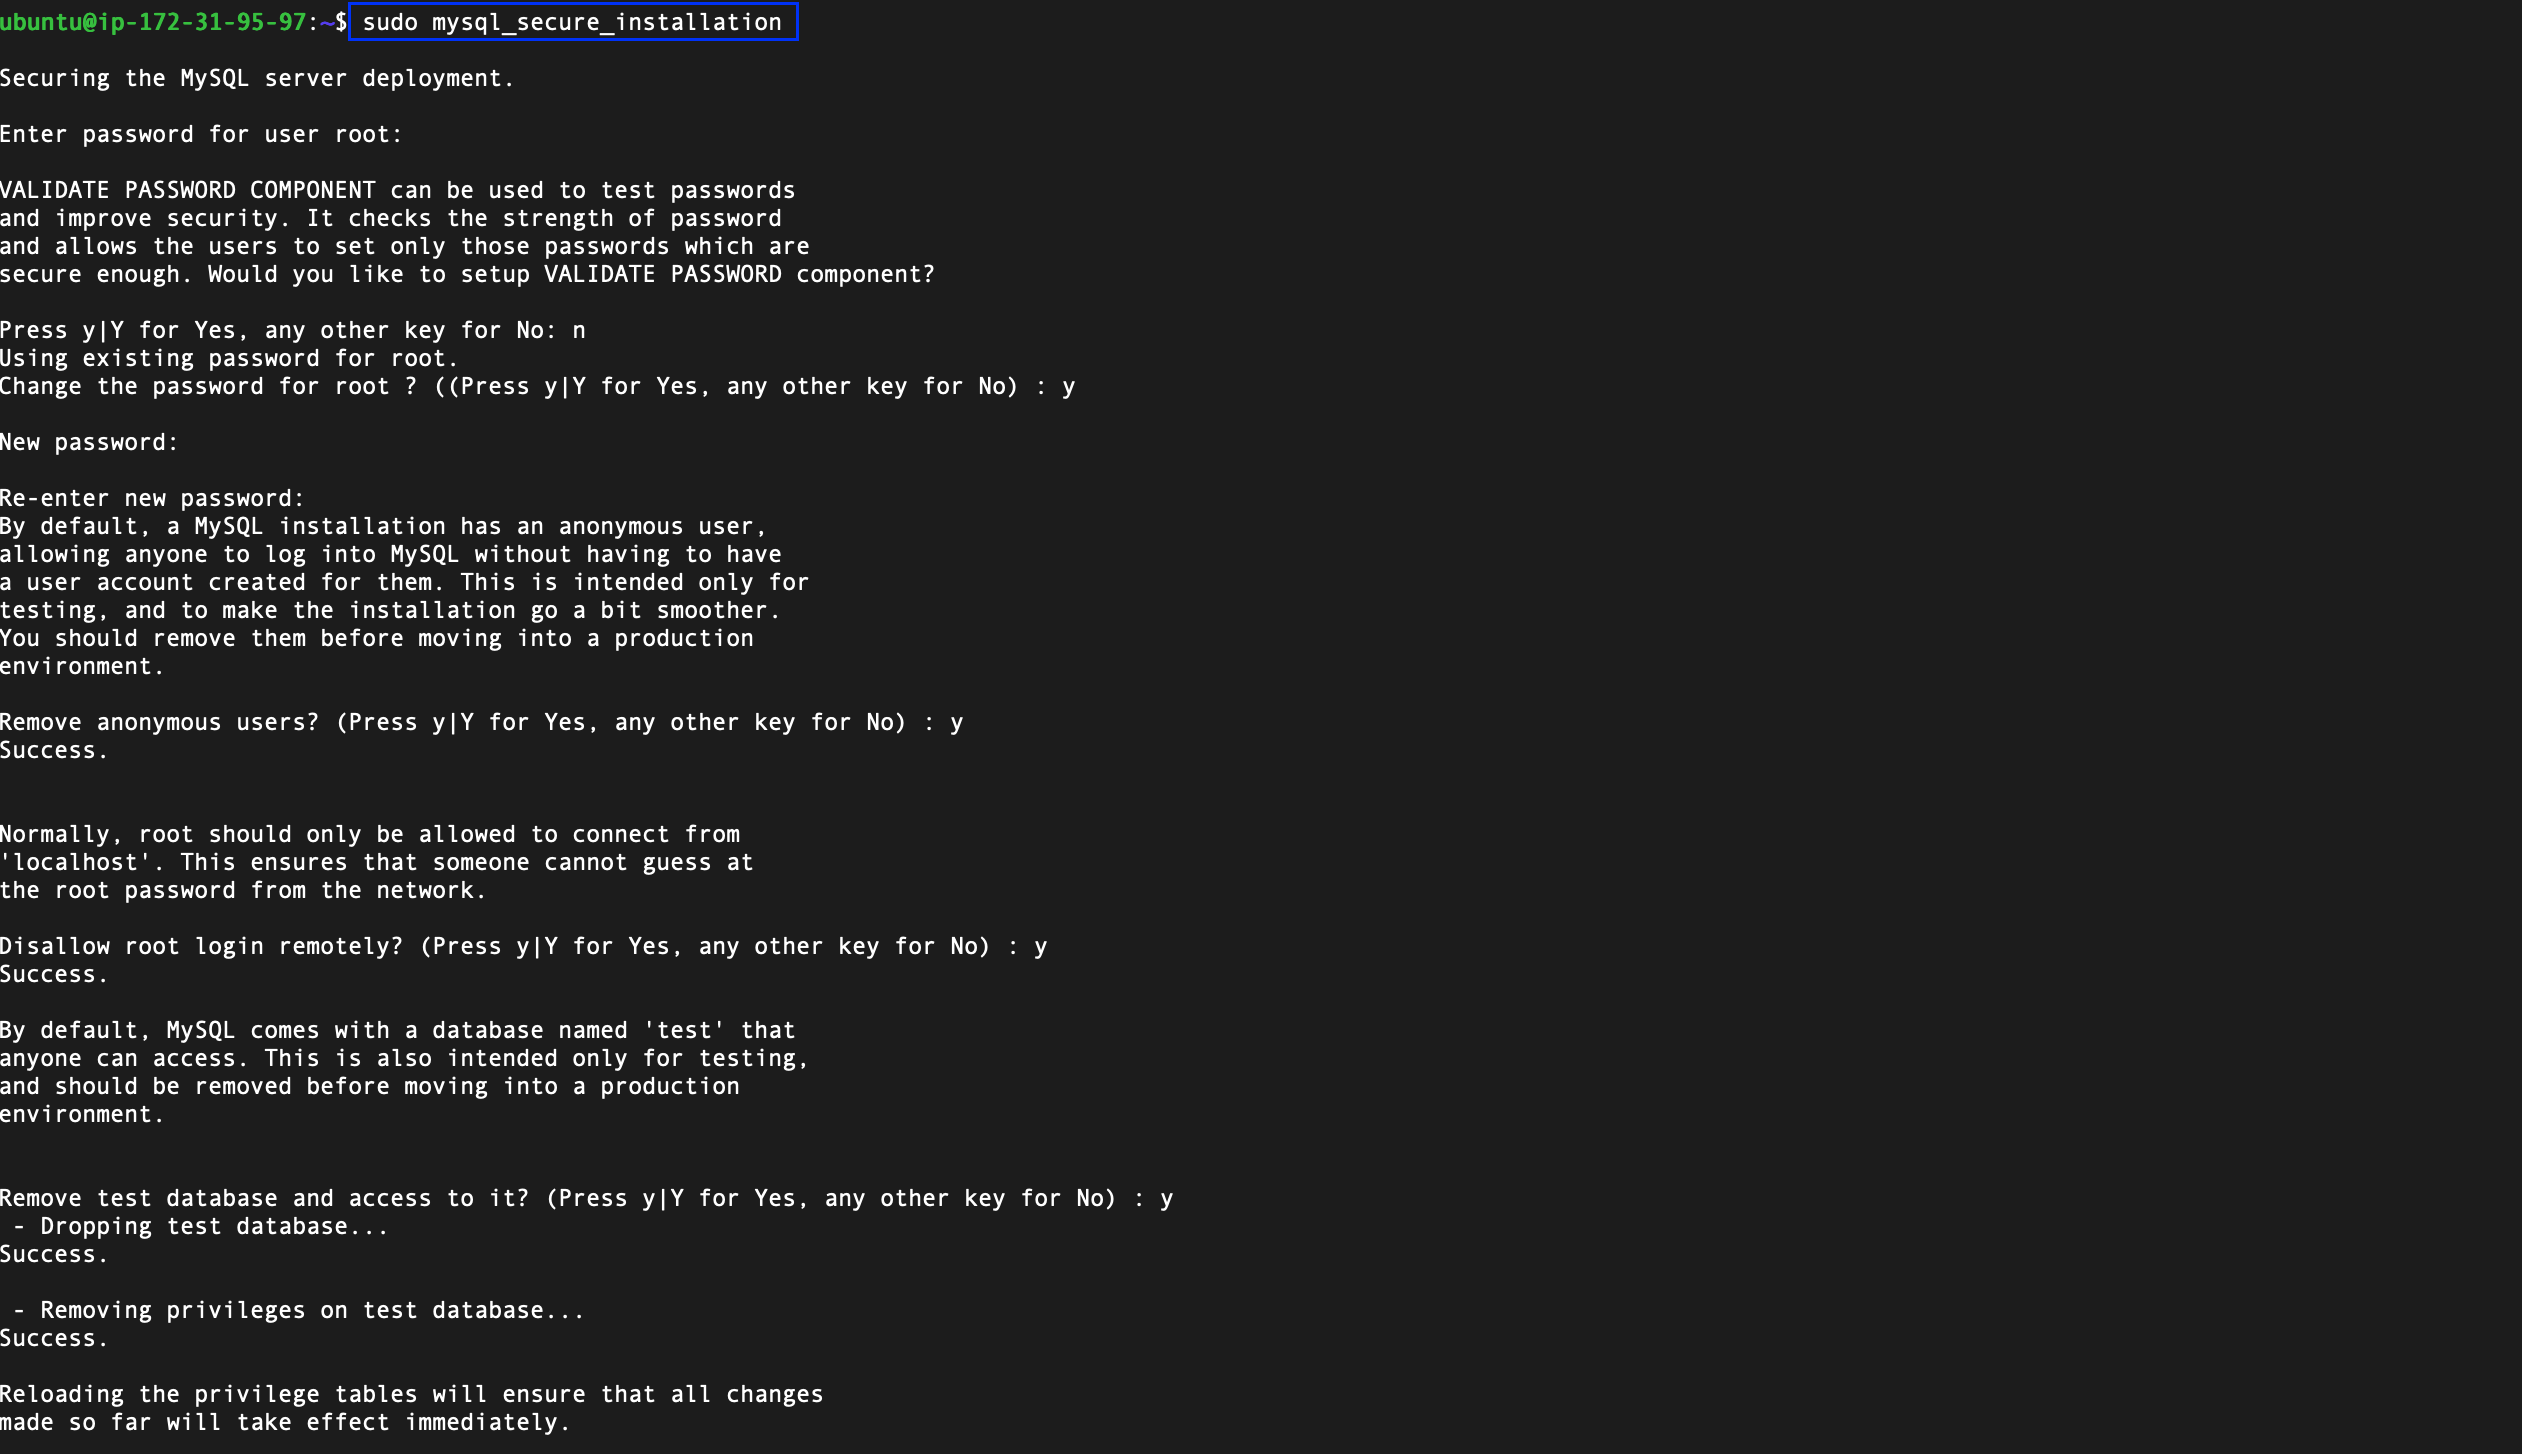 ubuntu@ip-172-31-95-97:~$ sudo mysql_secure_installation
Securing the MySQL server deployment.
Enter password for user root:
VALIDATE PASSWORD COMPONENT can be used to test passwords
and improve security. It checks the strength of password
and allows the users to set only those passwords which are
secure enough. Would you like to setup VALIDATE PASSWORD component?
Press y|Y for Yes, any other key for No: n
Using existing password for root.
Change the password for root ? ((Press y|Y for Yes, any other key for No) : y
New password:
Re-enter new password:
By default, a MySQL installation has an anonymous user,
allowing anyone to log into MySQL without having to have
a user account created for them. This is intended only for
testing, and to make the installation go a bit smoother.
You should remove them before moving into a production
environment.
Remove anonymous users? (Press y|Y for Yes, any other key for No) : y
Success.
Normally, root should only be allowed to connect from
'localhost'. This ensures that someone cannot guess at
the root password from the network.
Disallow root login remotely? (Press y|Y for Yes, any other key for No) : y
Success.
By default, MySQL comes with a database named 'test' that
anyone can access. This is also intended only for testing,
and should be removed before moving into a production
environment.
Remove test database and access to it? (Press y|Y for Yes, any other key for No) : y
 - Dropping test database...
Success.
 - Removing privileges on test database...
Success.
Reloading the privilege tables will ensure that all changes
made so far will take effect immediately.